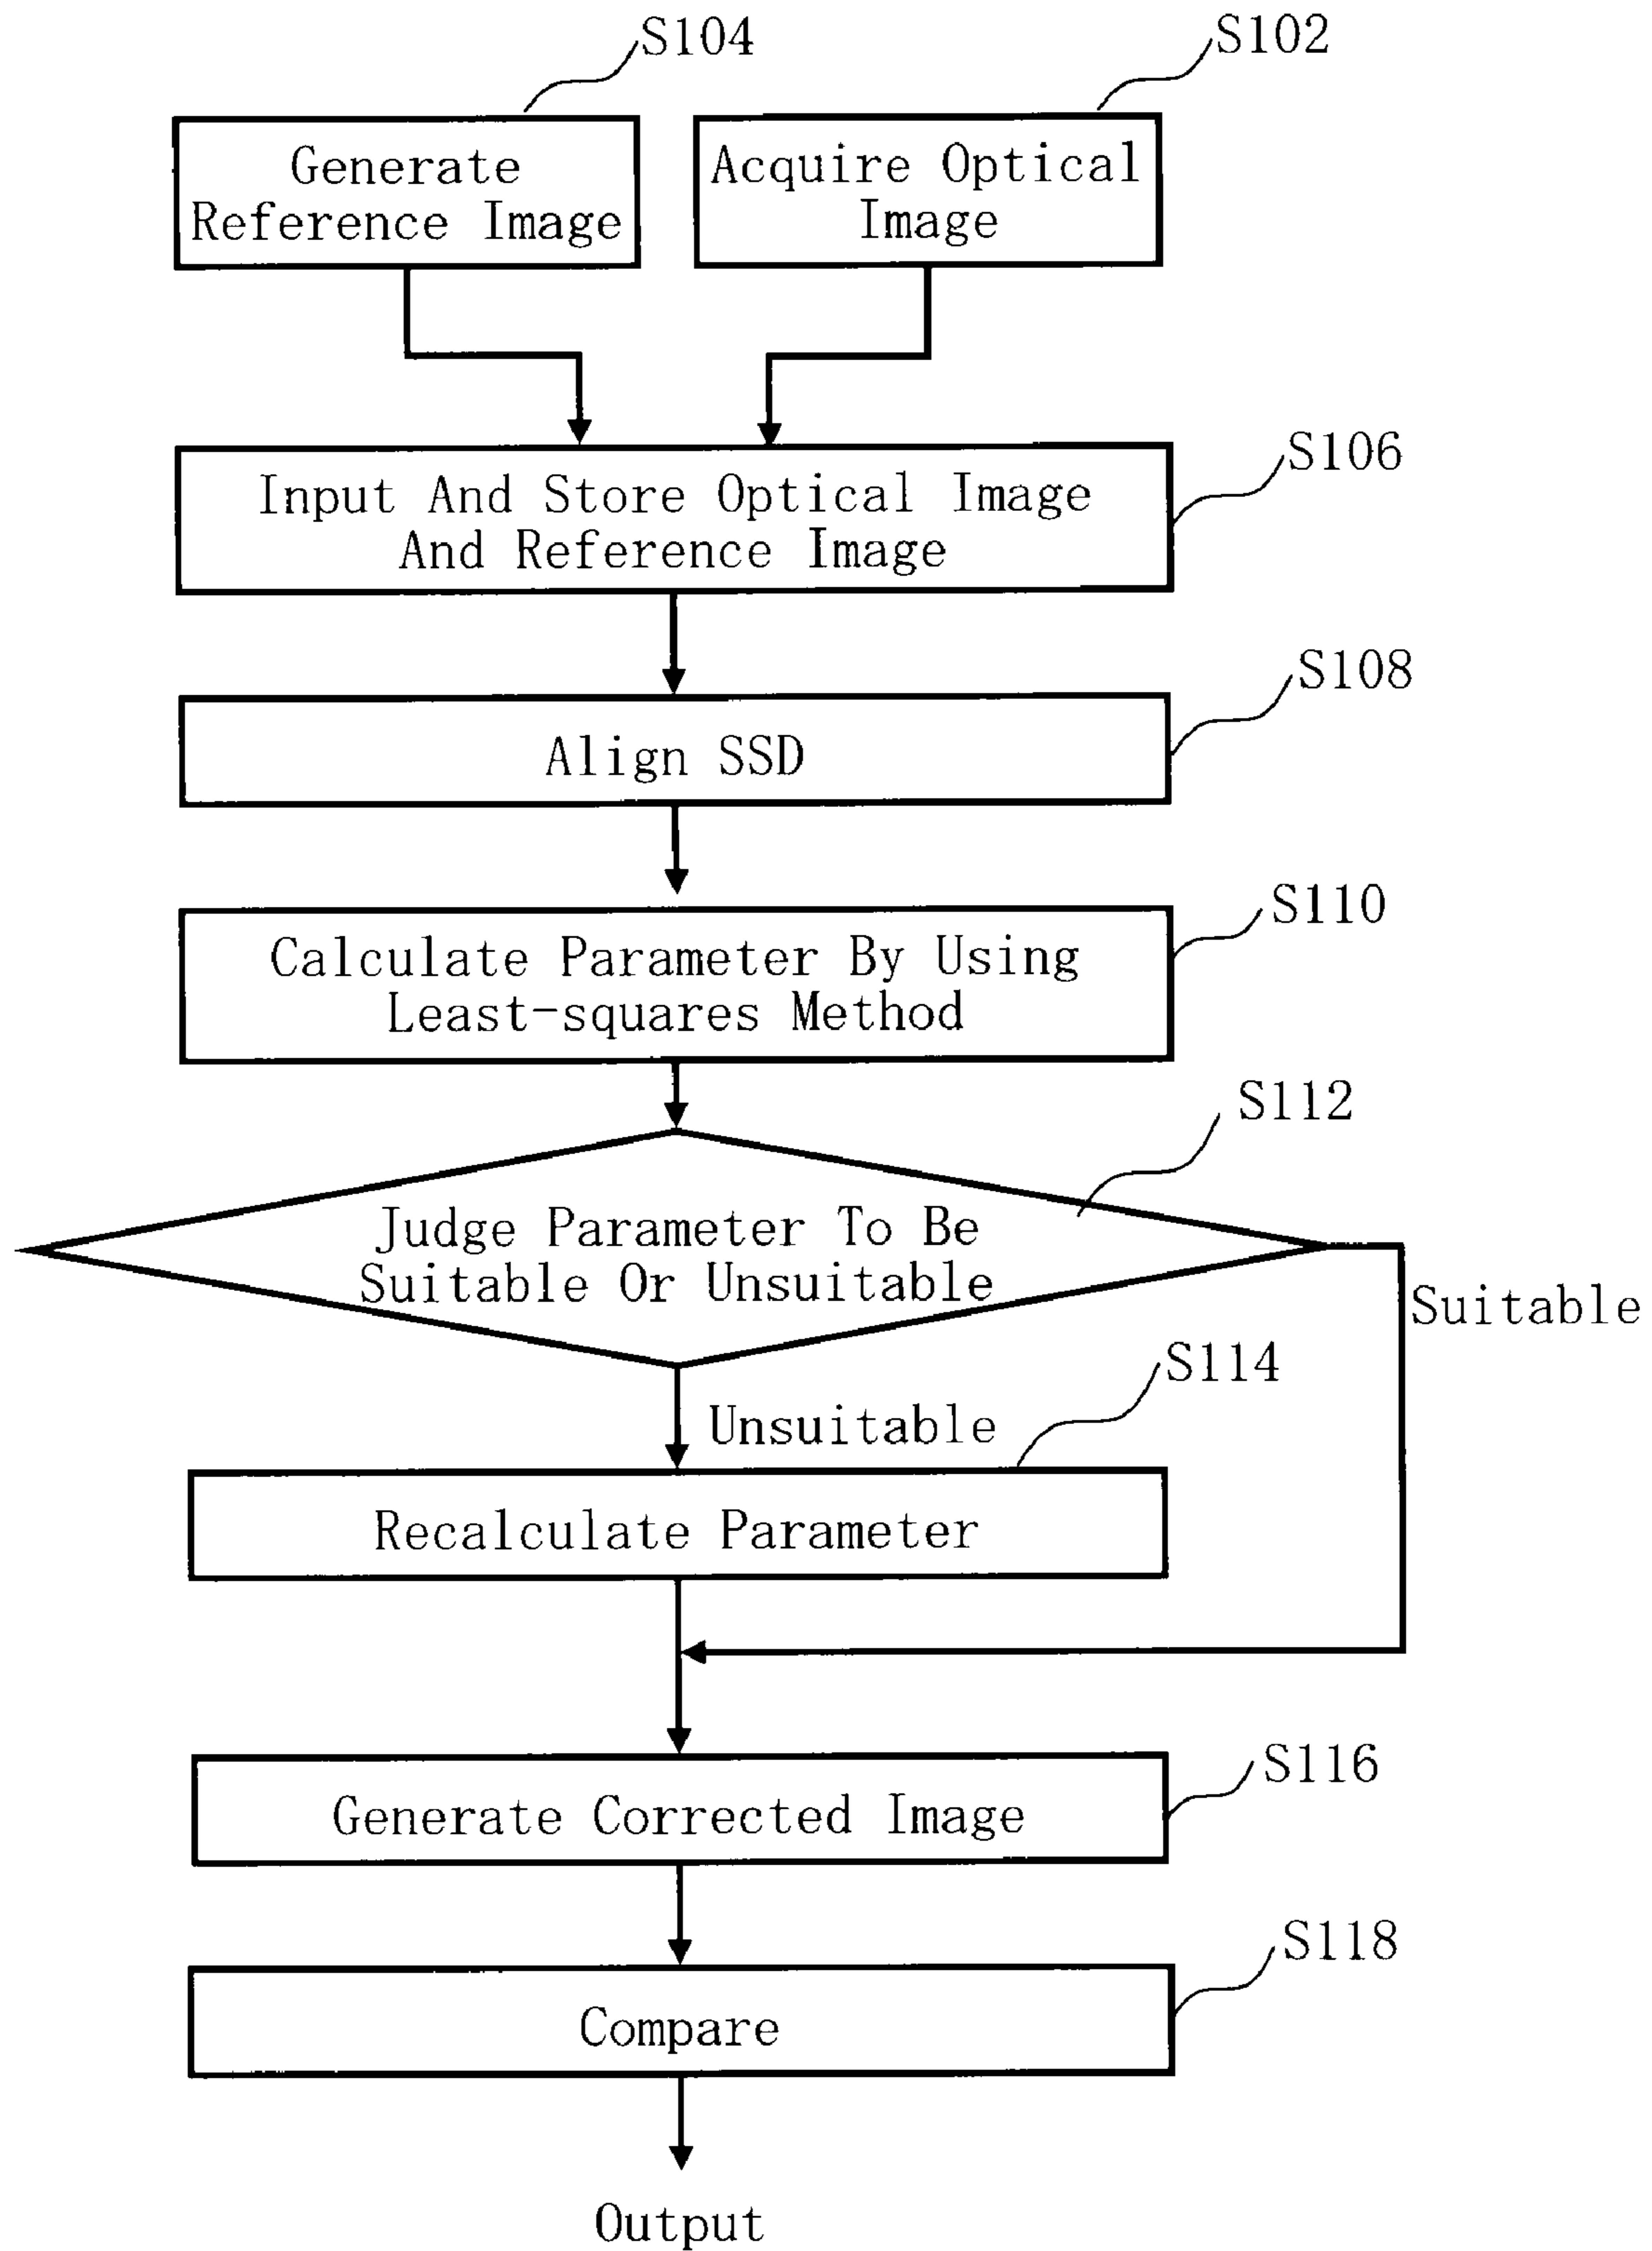 S104
S102
Generate
Reference Image
Acquire Optical
Image
S106
Input And Store Optical Image
And Reference Image
S108
Align SSD
S110
Calculate Parameter By Using
Least-squares Method
S112
Judge Parameter To Be
Suitable Or Unsuitable
Suitable
S114
Unsuitable
Recalculate Parameter
S116
Generate Corrected Image
S118
Compare
Output